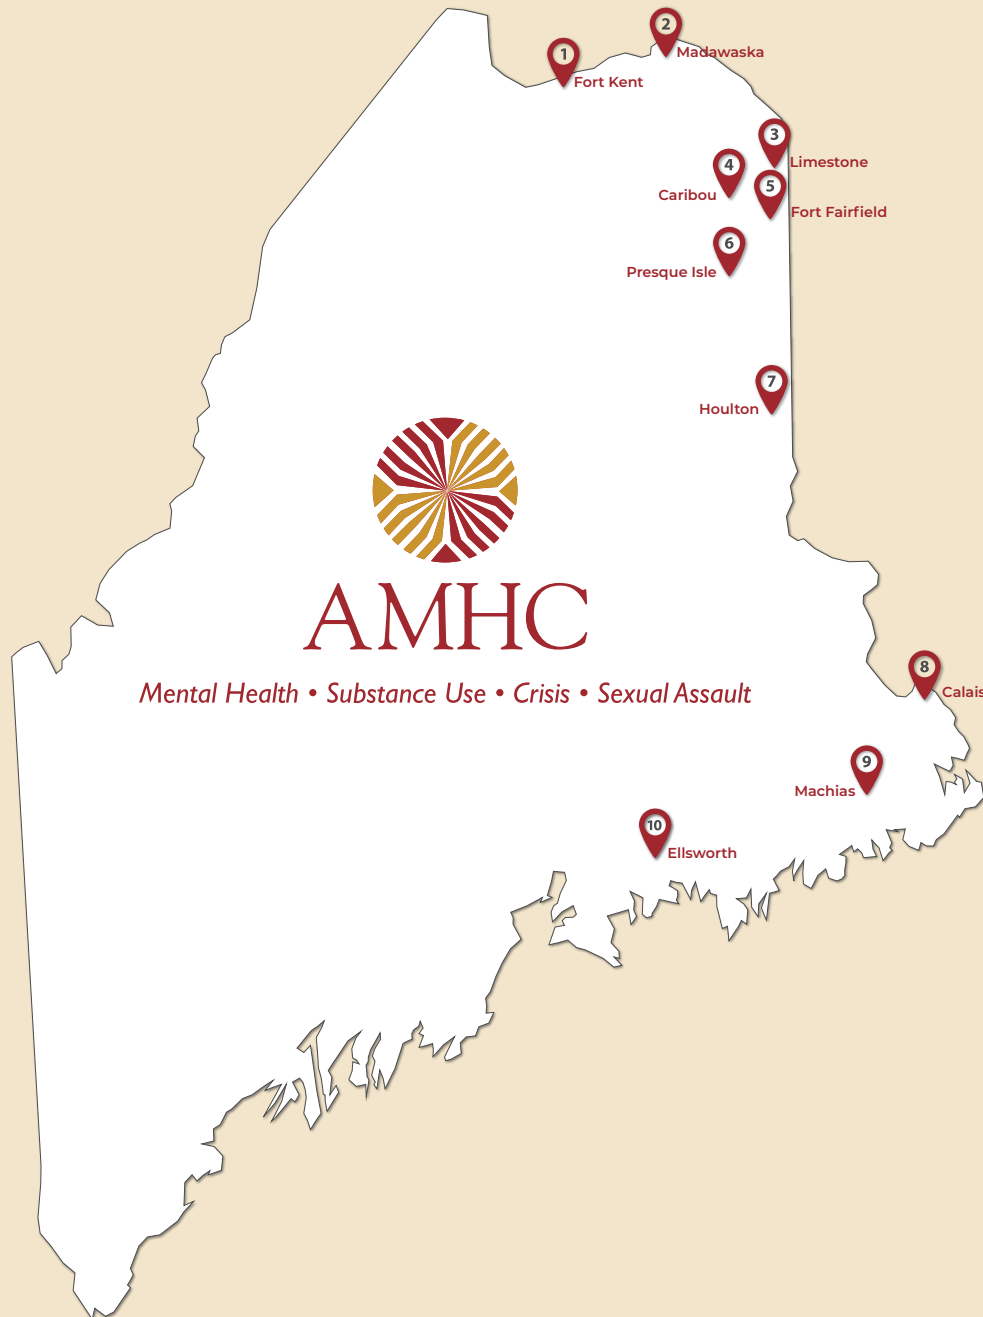 2
Madawaska
1
Fort Kent
3
Limestone
4
Caribou
5
Fort Fairfield
6
Presque Isle
7
Houlton
AMHC
Mental Health • Substance Use • Crisis • Sexual Assault
8
Calais
9
Machias
10
Ellsworth